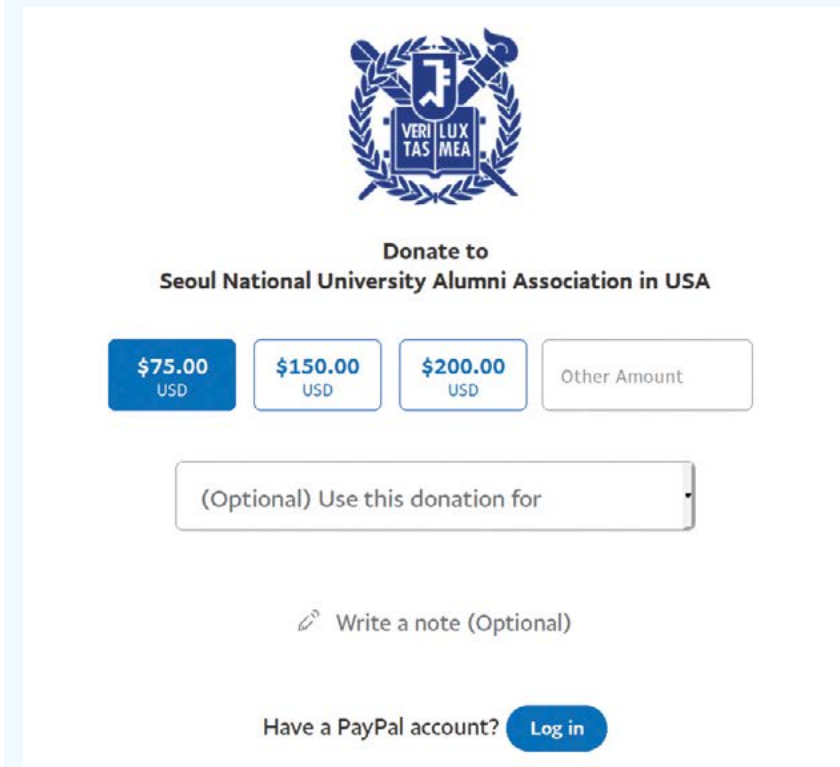 VERI LUX
TAS MEA
Donate to
Seoul National University Alumni Association in USA
$75.00 $150.00 $200.00 Other Amount
USD USD USD
(Optional) Use this donation for
Write a note (Optional)
Have a PayPal account? Log in